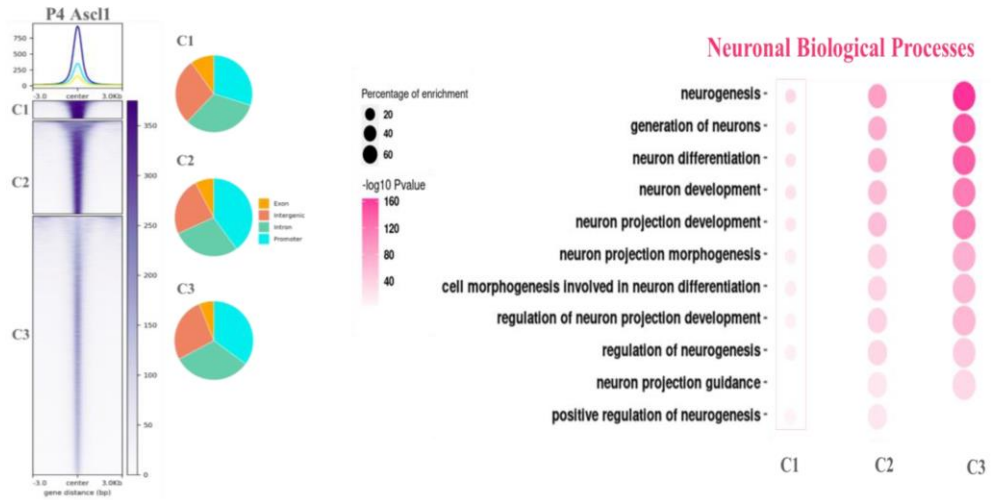 P4 Ascl1
750
500
250
0
-3.0 center 3.0Kb
C1
C2
C3
350
300
250
200
150
100
50
0
-3.0 center 3.0Kb
gene distance (bp)
C1
C2
C3
Exon
Intergenic
Intron
Promoter
Percentage of enrichment
20
40
60
-log10 Pvalue
160
120
80
40
Neuronal Biological Processes
neurogenesis
generation of neurons
neuron differentiation
neuron development
neuron projection development
neuron projection morphogenesis
cell morphogenesis involved in neuron differentiation
regulation of neuron projection development
regulation of neurogenesis
neuron projection guidance
positive regulation of neurogenesis
C1 C2 C3